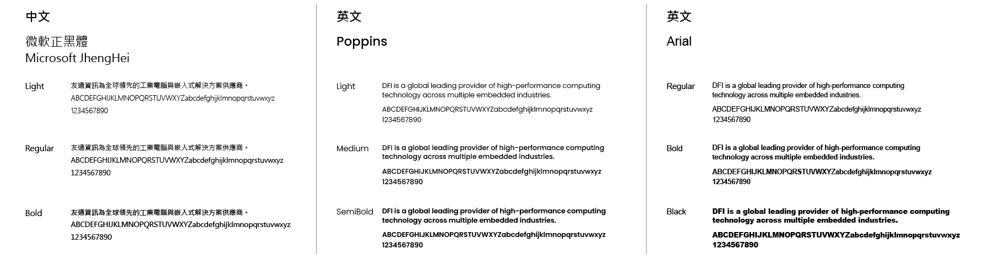 中文
微軟正黑體
Microsoft JhengHei
Light
友通資訊為全球領先的工業電腦與嵌入式解決方案供應商。
ABCDEFGHIJKLMNOPQRSTUVWXYZabcdefghijklmnopqrstuvwxyz
1234567890
Regular
友通資訊為全球領先的工業電腦與嵌入式解決方案供應商。
ABCDEFGHIJKLMNOPQRSTUVWXYZabcdefghijklmnopqrstuvwxyz
1234567890
Bold
友通資訊為全球領先的工業電腦與嵌入式解決方案供應商。
ABCDEFGHIJKLMNOPQRSTUVWXYZabcdefghijklmnopqrstuvwxyz
1234567890
英文
Poppins
Light
DFI is a global leading provider of high-performance computing
technology across multiple embedded industries.
ABCDEFGHIJKLMNOPQRSTUVWXYZabcdefghijklmnopqrstuvwxyz
1234567890
Medium
DFI is a global leading provider of high-performance computing
technology across multiple embedded industries.
ABCDEFGHIJKLMNOPQRSTUVWXYZabcdefghijklmnopqrstuvwxyz
1234567890
SemiBold
DFI is a global leading provider of high-performance computing
technology across multiple embedded industries.
ABCDEFGHIJKLMNOPQRSTUVWXYZabcdefghijklmnopqrstuvwxyz
1234567890
英文
Arial
Regular
DFI is a global leading provider of high-performance computing
technology across multiple embedded industries.
ABCDEFGHIJKLMNOPQRSTUVWXYZabcdefghijklmnopqrstuvwxyz
1234567890
Bold
DFI is a global leading provider of high-performance computing
technology across multiple embedded industries.
ABCDEFGHIJKLMNOPQRSTUVWXYZabcdefghijklmnopqrstuvwxyz
1234567890
Black
DFI is a global leading provider of high-performance computing
technology across multiple embedded industries.
ABCDEFGHIJKLMNOPQRSTUVWXYZabcdefghijklmnopqrstuvwxyz
1234567890